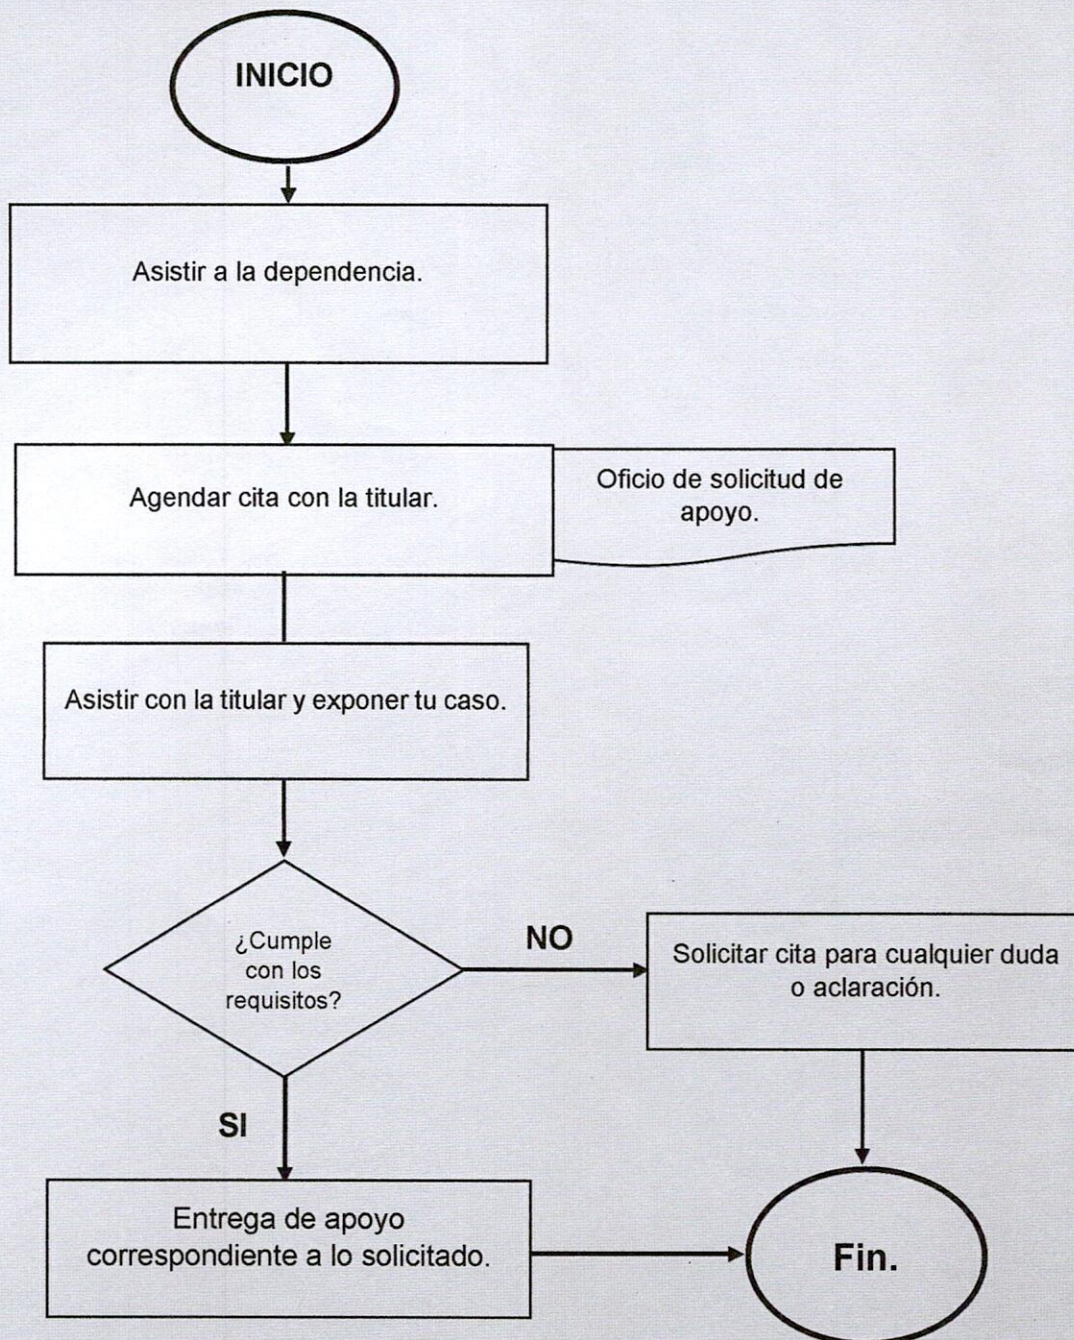 INICIO
Asistir a la dependencia.
Agendar cita con la titular.
Oficio de solicitud de
apoyo.
Asistir con la titular y exponer tu caso.
¿Cumple
con los
requisitos?
NO
Solicitar cita para cualquier duda
o aclaración.
SI
Entrega de apoyo
correspondiente a lo solicitado.
Fin.